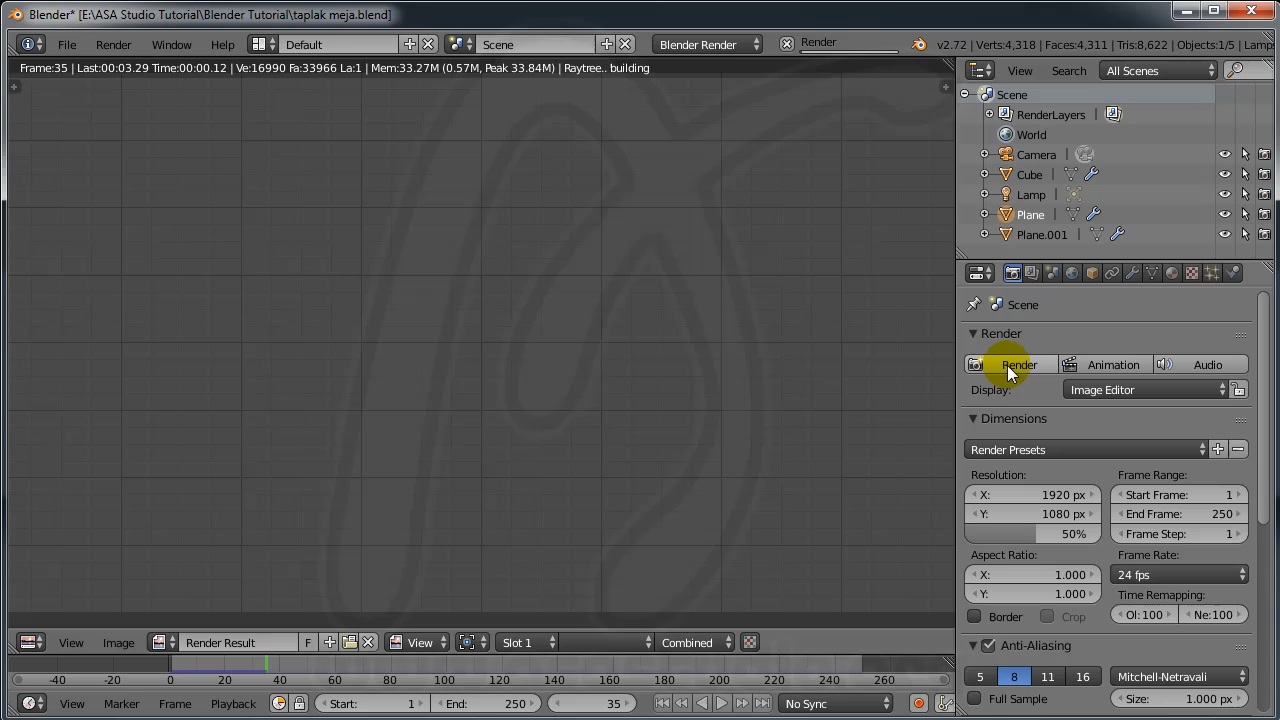 Blender* [E:\ASA Studio Tutorial\Blender Tutorial\taplak meja.blend]
File Render Window Help Default Scene Blender Render Render v2.72 | Verts:4,318 | Faces:4,311 | Tris:8,622 | Objects:1/5 | Lamps
Frame:35 | Last:00:03.29 Time:00:00.12 | Ve:16990 Fa:33966 La:1 | Mem:33.27M (0.57M, Peak 33.84M) | Raytree.. building
View Search All Scenes
Scene
RenderLayers
World
Camera
Cube
Lamp
Plane
Plane.001
Scene
Render
Render Animation Audio
Display: Image Editor
Dimensions
Render Presets
Resolution: Frame Range:
X: 1920 px Start Frame: 1
Y: 1080 px End Frame: 250
50% Frame Step: 1
Aspect Ratio: Frame Rate:
X: 1.000 24 fps
Y: 1.000 Time Remapping:
Border Crop Ol:100 Ne:100
Anti-Aliasing
5 8 11 16 Mitchell-Netravali
Full Sample Size: 1.000 px
View Image Render Result F View Slot 1 Combined
-40 -20 0 20 40 60 80 100 120 140 160 180 200 220 240 260
View Marker Frame Playback Start: 1 End: 250 35 No Sync